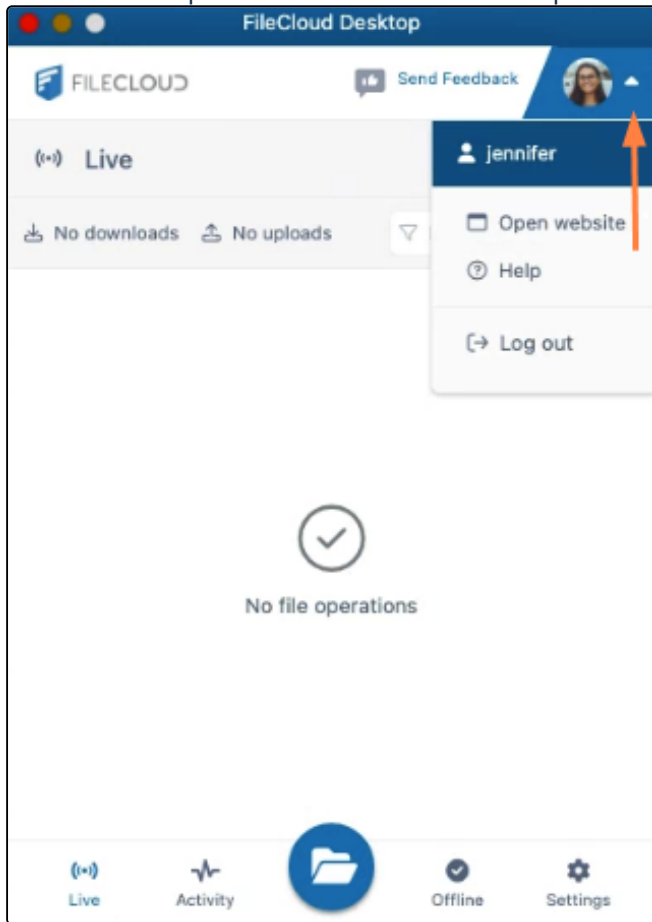 FileCloud Desktop
FILECLOUD
Send Feedback
Live
jennifer
No downloads No uploads
Open website
Help
Log out
No file operations
Live Activity Offline Settings